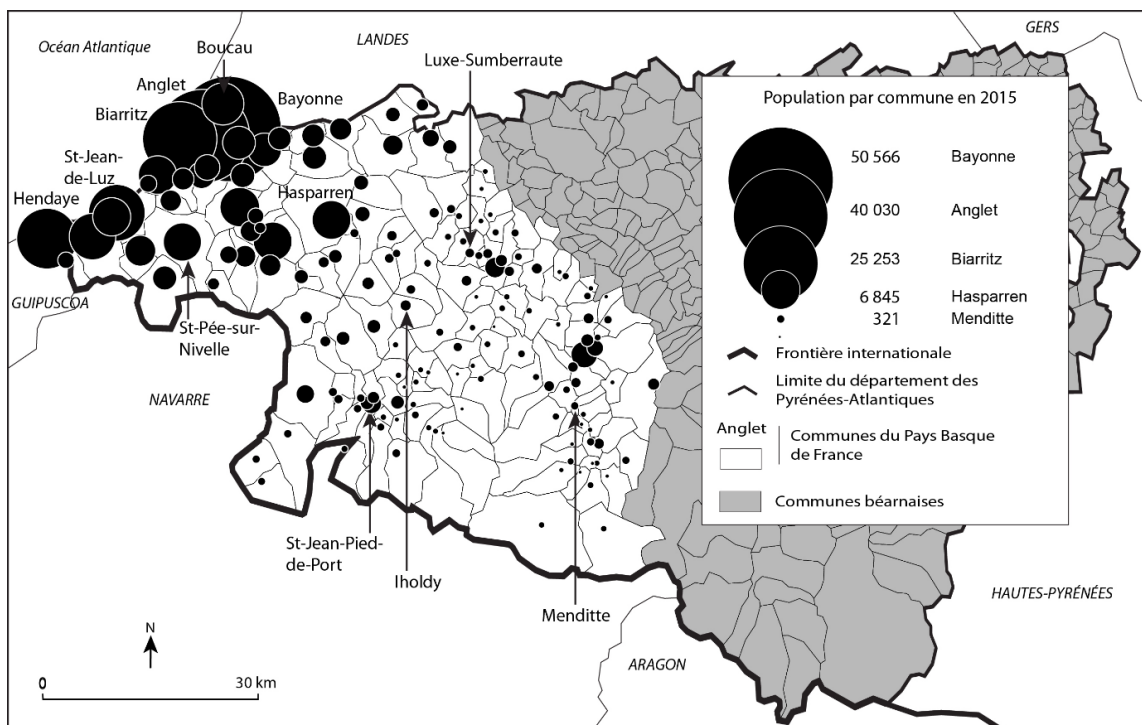 Océan Atlantique
Boucau
LANDES
GERS
Anglet
Biarritz
Bayonne
Luxe-Sumberraute
St-Jean-
de-Luz
Hendaye
Hasparren
GUIPUSCOA
St-Pée-sur-
Nivelle
NAVARRE
St-Jean-Pied-
de-Port
Iholdy
Menditte
ARAGON
HAUTES-PYRÉNÉES
N
0 30 km
Population par commune en 2015
50 566 Bayonne
40 030 Anglet
25 253 Biarritz
6 845 Hasparren
321 Menditte
Frontière internationale
Limite du département des
Pyrénées-Atlantiques
Anglet
Communes du Pays Basque
de France
Communes béarnaises